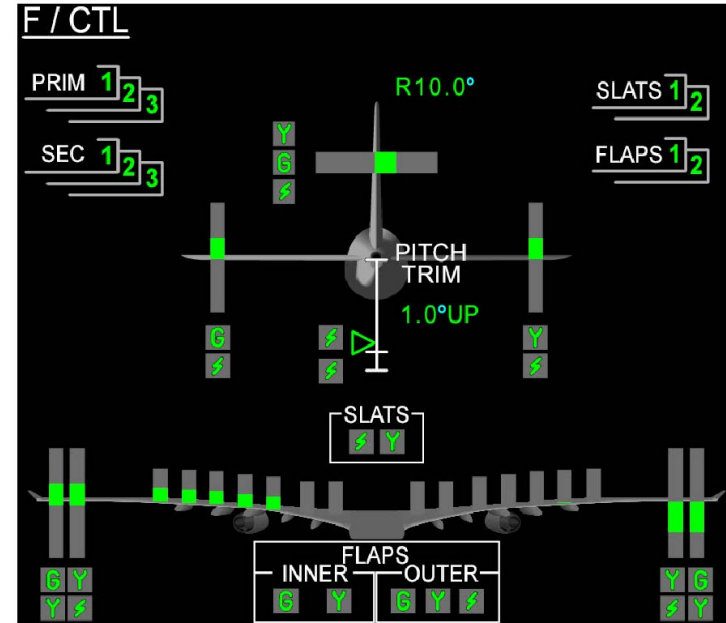 F / CTL
PRIM 1 2 3
R10.0°
SLATS 1 2
SEC 1 2 3
Y
G
FLAPS 1 2
PITCH
TRIM
1.0°UP
G
Y
SLATS
Y
FLAPS
INNER
OUTER
G Y
G Y
G Y
Y G
Y
Y